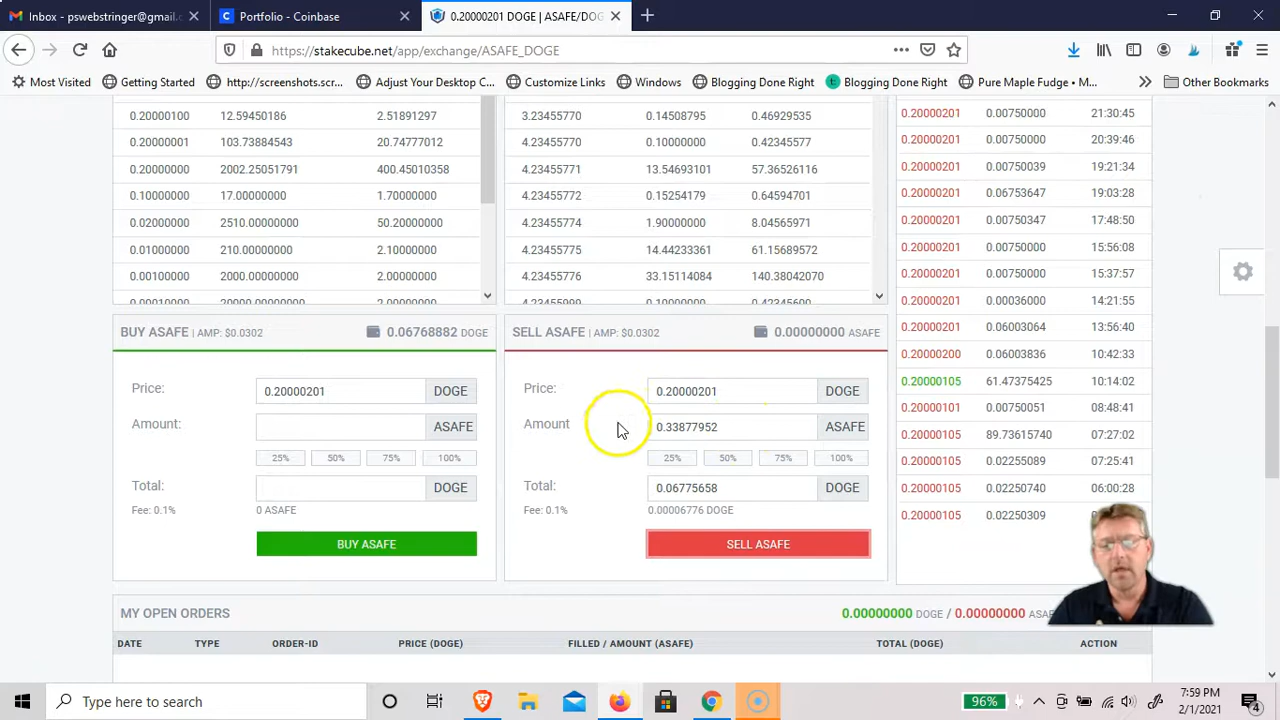 Inbox - pswebstringer@gmail.c
Portfolio - Coinbase
0.20000201 DOGE | ASAFE/DOG
https://stakecube.net/app/exchange/ASAFE_DOGE
Most Visited
Getting Started
http://screenshots.scr...
Adjust Your Desktop C...
Customize Links
Windows
Blogging Done Right
Blogging Done Right
Pure Maple Fudge • M...
Other Bookmarks
0.20000100 12.59450186 2.51891297
0.20000001 103.73884543 20.74777012
0.20000000 2002.25051791 400.45010358
0.10000000 17.00000000 1.70000000
0.02000000 2510.00000000 50.20000000
0.01000000 210.00000000 2.10000000
0.00100000 2000.00000000 2.00000000
0.00010000 20000.00000000 2.00000000
3.23455770 0.14508795 0.46929535
4.23455770 0.10000000 0.42345577
4.23455771 13.54693101 57.36526116
4.23455772 0.15254179 0.64594701
4.23455774 1.90000000 8.04565971
4.23455775 14.44233361 61.15689572
4.23455776 33.15114084 140.38042070
4.23455999 0.10000000 0.42345600
0.20000201 0.00750000 21:30:45
0.20000201 0.00750000 20:39:46
0.20000201 0.00750039 19:21:34
0.20000201 0.06753647 19:03:28
0.20000201 0.00750347 17:48:50
0.20000201 0.00750000 15:56:08
0.20000201 0.00750000 15:37:57
0.20000201 0.00036000 14:21:55
0.20000201 0.06003064 13:56:40
0.20000200 0.06003836 10:42:33
0.20000105 61.47375425 10:14:02
0.20000101 0.00750051 08:48:41
0.20000105 89.73615740 07:27:02
0.20000105 0.02255089 07:25:41
0.20000105 0.02250740 06:00:28
0.20000105 0.02250309
BUY ASAFE | AMP: $0.0302 0.06768882 DOGE
Price: 0.20000201 DOGE
Amount: ASAFE
25% 50% 75% 100%
Total: DOGE
Fee: 0.1% 0 ASAFE
BUY ASAFE
SELL ASAFE | AMP: $0.0302 0.00000000 ASAFE
Price: 0.20000201 DOGE
Amount 0.33877952 ASAFE
25% 50% 75% 100%
Total: 0.06775658 DOGE
Fee: 0.1% 0.00006776 DOGE
SELL ASAFE
MY OPEN ORDERS 0.00000000 DOGE / 0.00000000 ASAF
DATE TYPE ORDER-ID PRICE (DOGE) FILLED / AMOUNT (ASAFE) TOTAL (DOGE) ACTION
Type here to search
96%
7:59 PM
2/1/2021
4